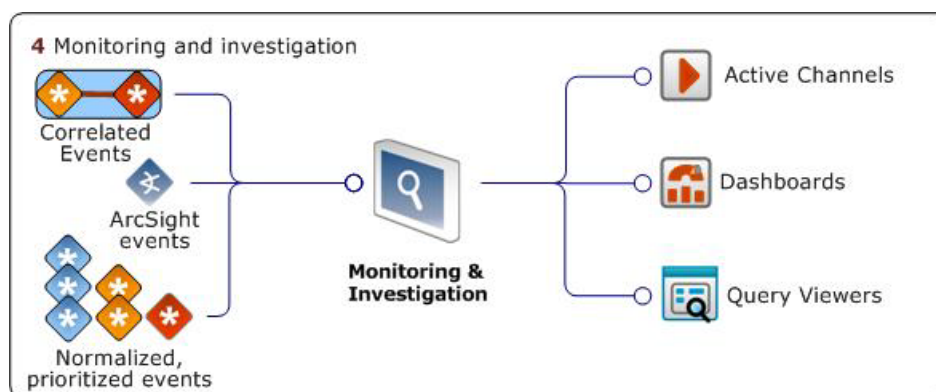 4 Monitoring and investigation
Correlated
Events
ArcSight
events
Normalized,
prioritized events
Monitoring &
Investigation
Active Channels
Dashboards
Query Viewers